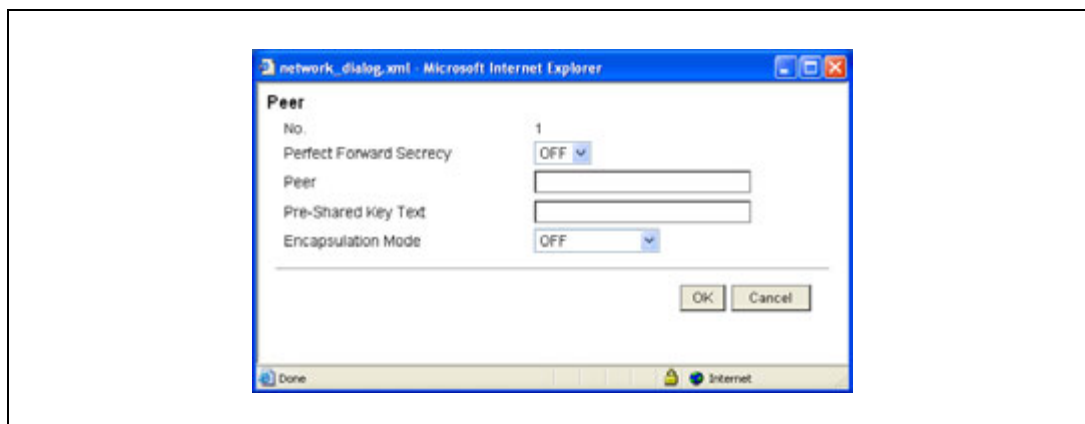 network_dialog.xml - Microsoft Internet Explorer
Peer
No. 1
Perfect Forward Secrecy OFF
Peer
Pre-Shared Key Text
Encapsulation Mode OFF
OK Cancel
Done Internet